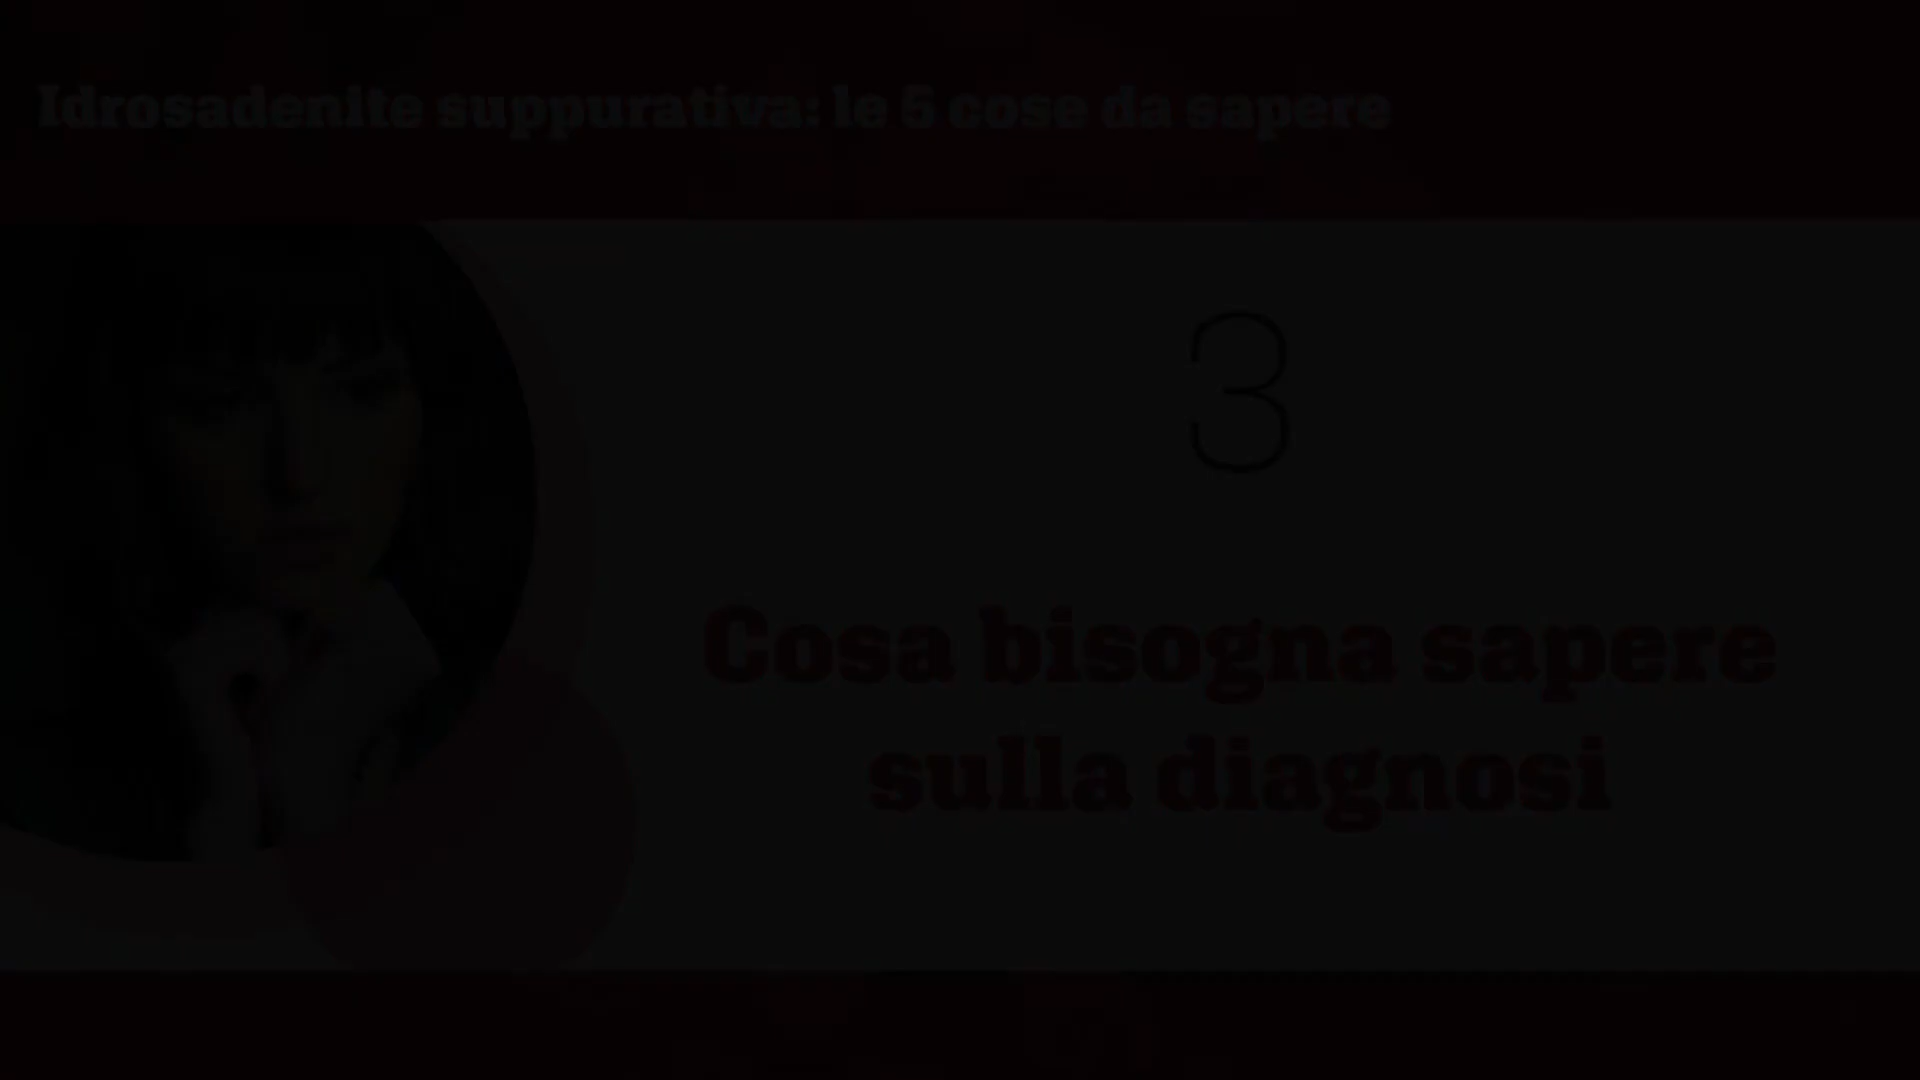 Idrosadenite suppurativa: le 5 cose da sapere
3
Cosa bisogna sapere
sulla diagnosi